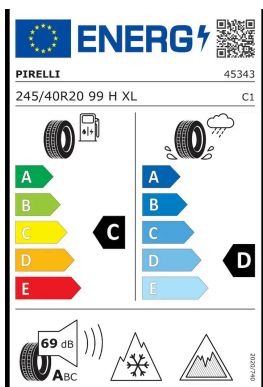 ENERG
PIRELLI 45343
245/40R20 99 H XL C1
A A
B B
C C C
D D D
E E
69 dB
ABC
2020/740